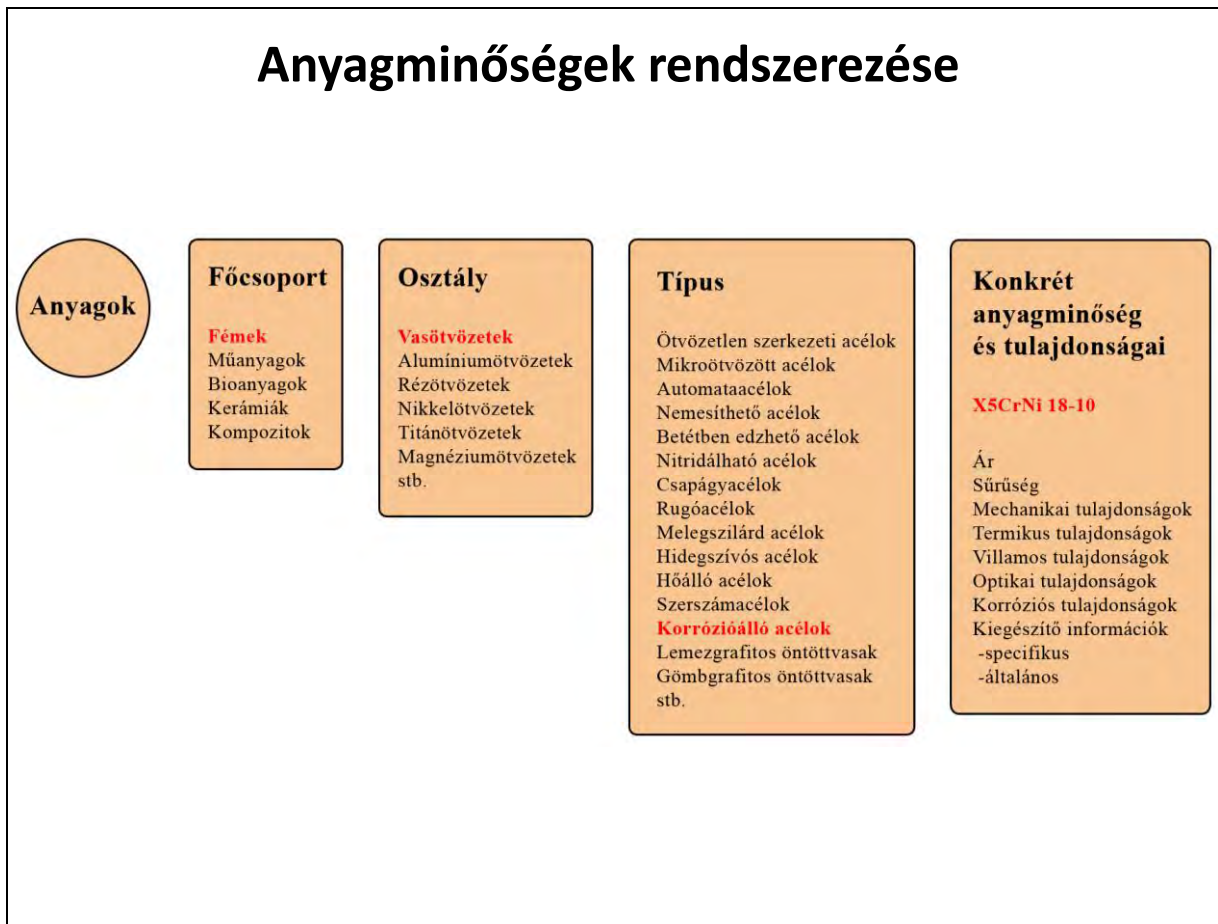 Anyagminőségek rendszerezése
Anyagok
Főcsoport
Fémek
Műanyagok
Bioanyagok
Kerámiák
Kompozitok
Osztály
Vasötvözetek
Alumíniumötvözetek
Rézötvözetek
Nikkelötvözetek
Titánötvözetek
Magnéziumötvözetek
stb.
Típus
Ötvözetlen szerkezeti acélok
Mikroötvözött acélok
Automataacélok
Nemesíthető acélok
Betétben edzhető acélok
Nitridálható acélok
Csapágyacélok
Rugóacélok
Melegszilárd acélok
Hidegszívós acélok
Hőálló acélok
Szerszámacélok
Korrózióálló acélok
Lemezgrafitos öntöttvasak
Gömbgrafitos öntöttvasak
stb.
Konkrét
anyagminőség
és tulajdonságai
X5CrNi 18-10
Ár
Sűrűség
Mechanikai tulajdonságok
Termikus tulajdonságok
Villamos tulajdonságok
Optikai tulajdonságok
Korróziós tulajdonságok
Kiegészítő információk
-specifikus
-általános